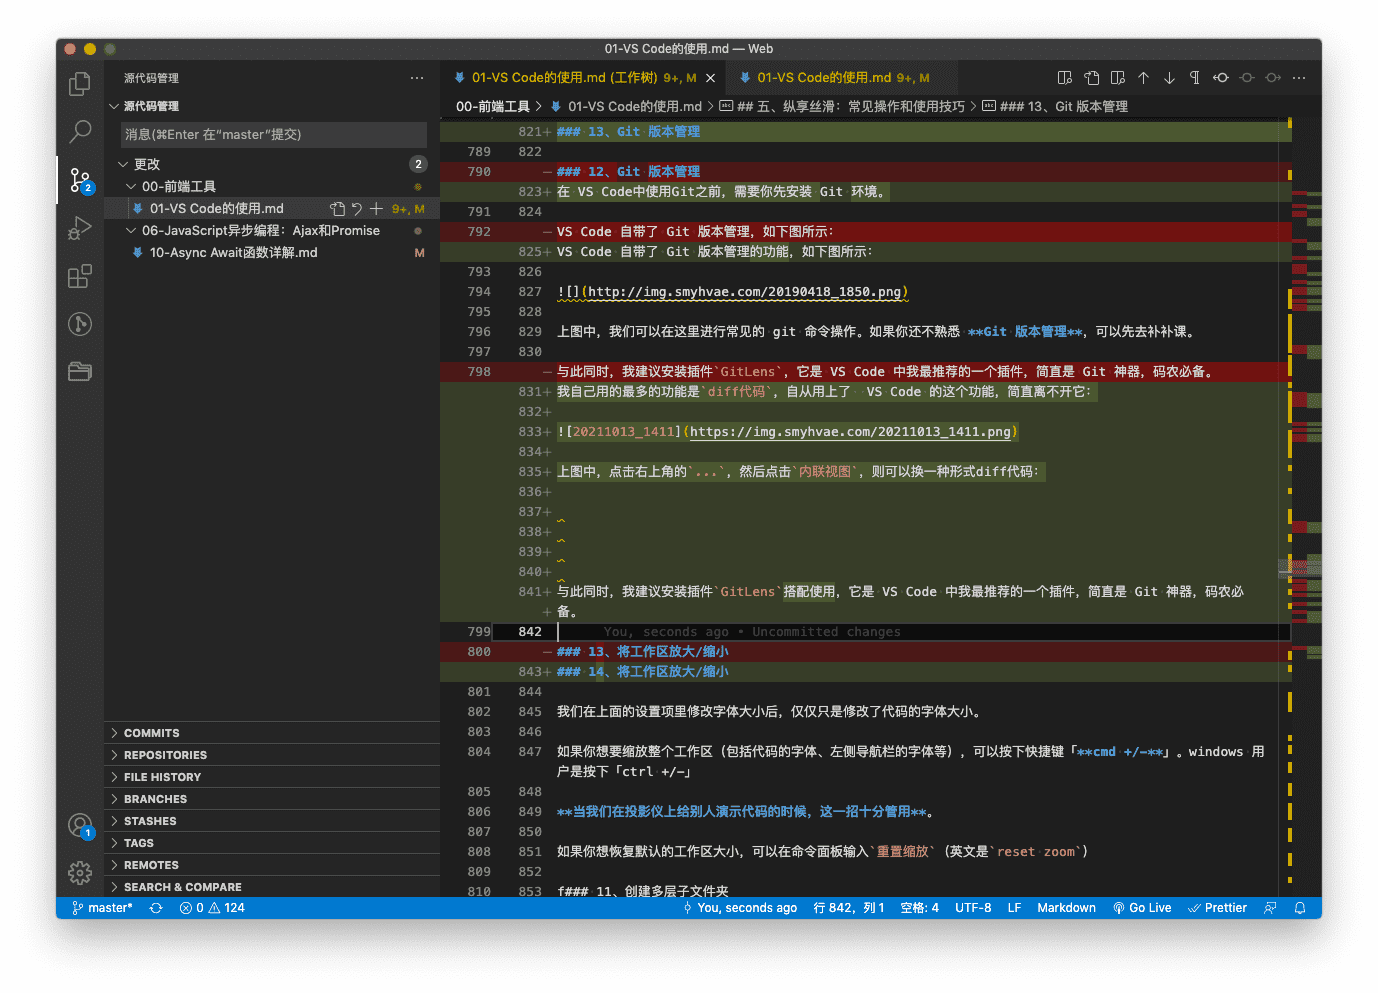 01-VS Code的使用.md — Web
源代码管理 ···
01-VS Code的使用.md (工作树) 9+, M
01-VS Code的使用.md 9+, M
源代码管理
00-前端工具 > 01-VS Code的使用.md > ## 五、纵享丝滑：常见操作和使用技巧 > ### 13、Git 版本管理
消息(⌘Enter 在"master"提交)
更改 2
00-前端工具
01-VS Code的使用.md 9+, M
06-JavaScript异步编程：Ajax和Promise
10-Async Await函数详解.md M
2
1
COMMITS
REPOSITORIES
FILE HISTORY
BRANCHES
STASHES
TAGS
REMOTES
SEARCH & COMPARE
821+ ### 13、Git 版本管理
789 822
790 — ### 12、Git 版本管理
823+ 在 VS Code中使用Git之前，需要你先安装 Git 环境。
791 824
792 — VS Code 自带了 Git 版本管理，如下图所示：
825+ VS Code 自带了 Git 版本管理的功能，如下图所示：
793 826
794 827 ![](http://img.smyhvae.com/20190418_1850.png)
795 828
796 829 上图中，我们可以在这里进行常见的 git 命令操作。如果你还不熟悉 **Git 版本管理**，可以先去补补课。
797 830
798 — 与此同时，我建议安装插件`GitLens`，它是 VS Code 中我最推荐的一个插件，简直是 Git 神器，码农必备。
831+ 我自己用的最多的功能是`diff代码`，自从用上了  VS Code 的这个功能，简直离不开它：
832+
833+ ![20211013_1411](https://img.smyhvae.com/20211013_1411.png)
834+
835+ 上图中，点击右上角的`...`，然后点击`内联视图`，则可以换一种形式diff代码：
836+
837+
838+
839+
840+
841+ 与此同时，我建议安装插件`GitLens`搭配使用，它是 VS Code 中我最推荐的一个插件，简直是 Git 神器，码农必
+ 备。
799 842 You, seconds ago • Uncommitted changes
800 — ### 13、将工作区放大/缩小
843+ ### 14、将工作区放大/缩小
801 844
802 845 我们在上面的设置项里修改字体大小后，仅仅只是修改了代码的字体大小。
803 846
804 847 如果你想要缩放整个工作区（包括代码的字体、左侧导航栏的字体等），可以按下快捷键「**cmd +/-**」。windows 用
户是按下「ctrl +/-」
805 848
806 849 **当我们在投影仪上给别人演示代码的时候，这一招十分管用**。
807 850
808 851 如果你想恢复默认的工作区大小，可以在命令面板输入`重置缩放`（英文是`reset zoom`）
809 852
810 853 f### 11、创建多层子文件夹
master* 0 124 You, seconds ago 行 842，列 1 空格: 4 UTF-8 LF Markdown Go Live Prettier